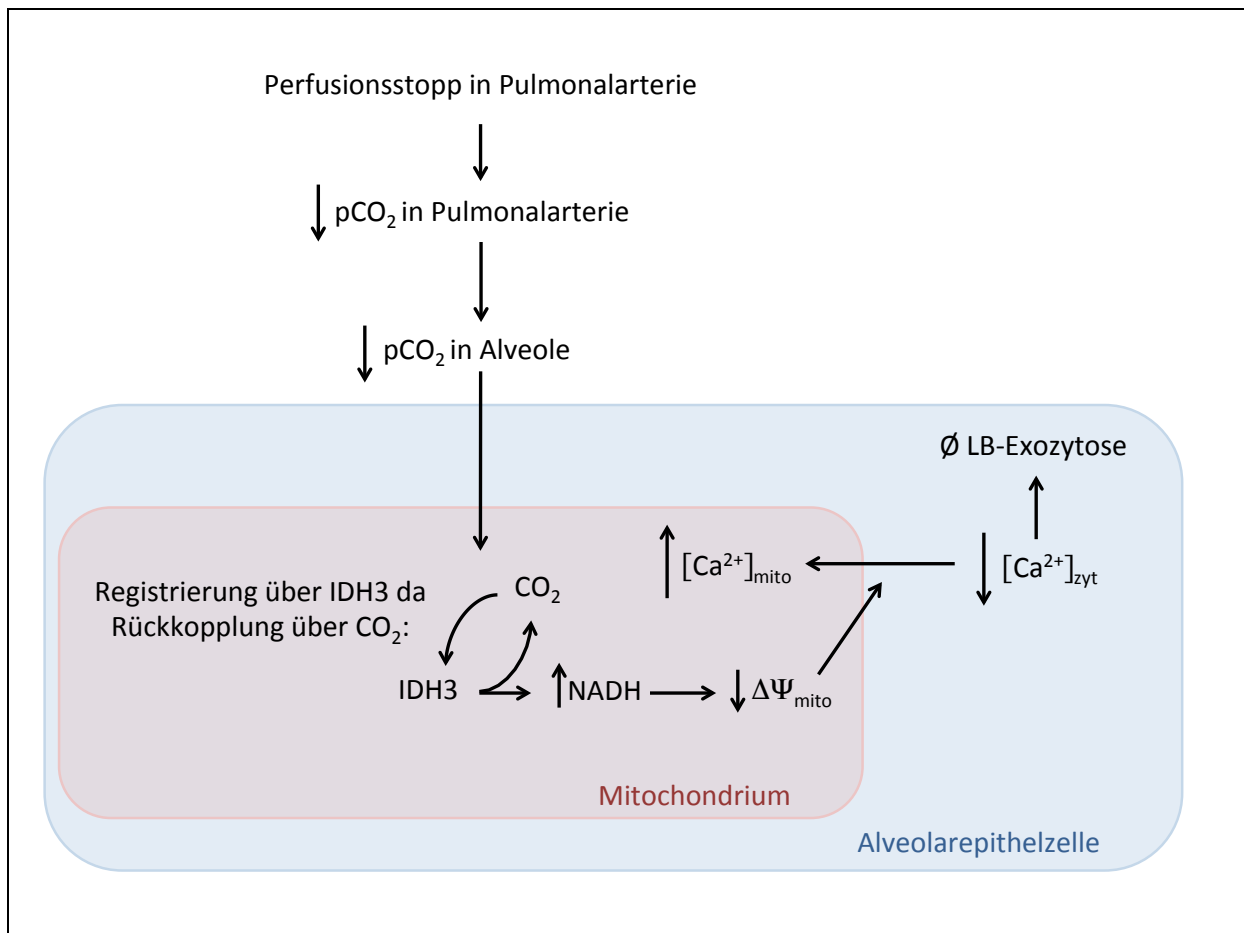 Perfusionsstopp in Pulmonalarterie
↓ pCO₂ in Pulmonalarterie
↓ pCO₂ in Alveole
Ø LB-Exozytose
↑ [Ca²⁺]mito
↓ [Ca²⁺]zyt
Registrierung über IDH3 da
Rückkopplung über CO₂:
CO₂
IDH3
↑NADH
↓ ΔΨmito
Mitochondrium
Alveolarepithelzelle